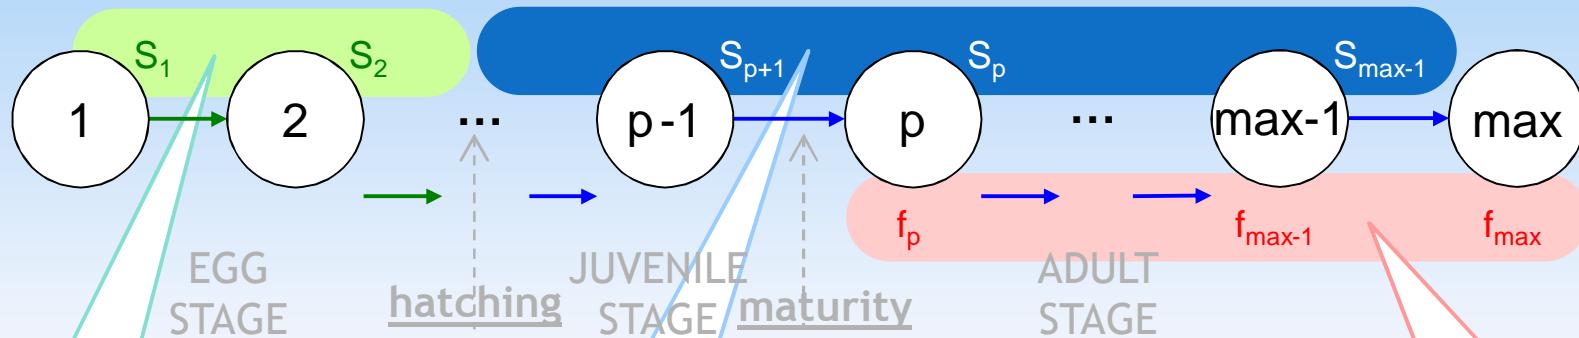 S1 S2 Sp+1 Sp Smax-1
1 2 ... p-1 p ... max-1 max
fp fmax-1 fmax
EGG STAGE
hatching
JUVENILE STAGE
maturity
ADULT STAGE